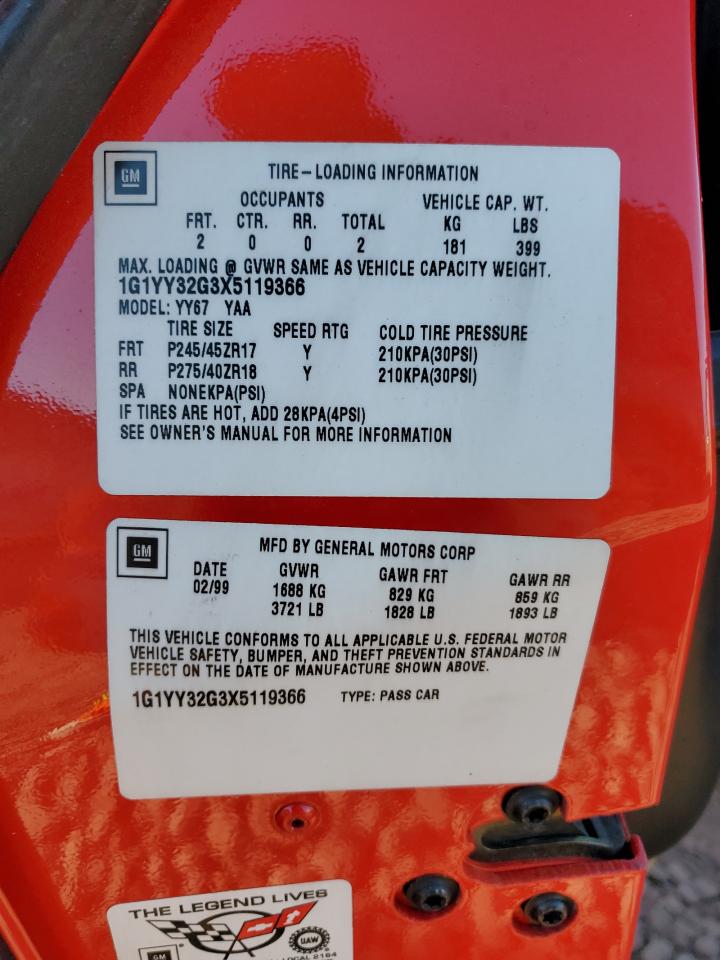 GM
TIRE-LOADING INFORMATION
OCCUPANTS VEHICLE CAP. WT.
FRT. CTR. RR. TOTAL KG LBS
2 0 0 2 181 399
MAX. LOADING @ GVWR SAME AS VEHICLE CAPACITY WEIGHT.
1G1YY32G3X5119366
MODEL: YY67 YAA
TIRE SIZE SPEED RTG COLD TIRE PRESSURE
FRT P245/45ZR17 Y 210KPA(30PSI)
RR P275/40ZR18 Y 210KPA(30PSI)
SPA NONEKPA(PSI)
IF TIRES ARE HOT, ADD 28KPA(4PSI)
SEE OWNER'S MANUAL FOR MORE INFORMATION
GM
MFD BY GENERAL MOTORS CORP
DATE GVWR GAWR FRT GAWR RR
02/99 1688 KG 829 KG 859 KG
3721 LB 1828 LB 1893 LB
THIS VEHICLE CONFORMS TO ALL APPLICABLE U.S. FEDERAL MOTOR
VEHICLE SAFETY, BUMPER, AND THEFT PREVENTION STANDARDS IN
EFFECT ON THE DATE OF MANUFACTURE SHOWN ABOVE.
1G1YY32G3X5119366 TYPE: PASS CAR
THE LEGEND LIVES
UAW
GM LOCAL 2164